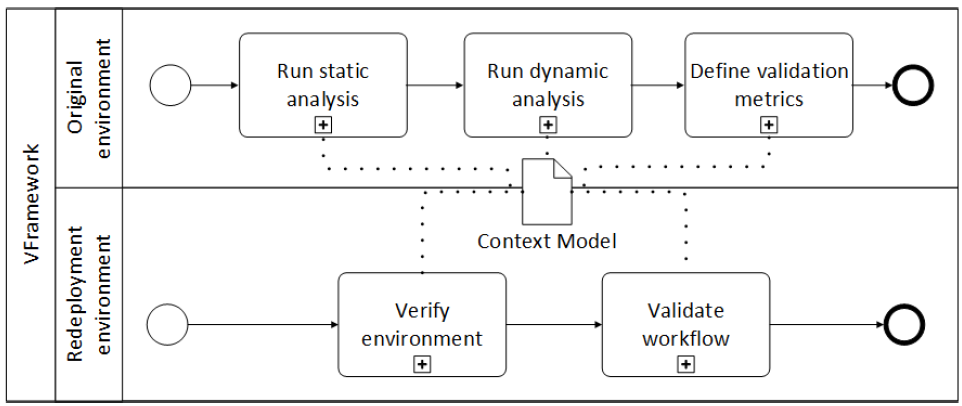 VFramework
Original
environment
Run static
analysis
Run dynamic
analysis
Define validation
metrics
Context Model
Redeployment
environment
Verify
environment
Validate
workflow